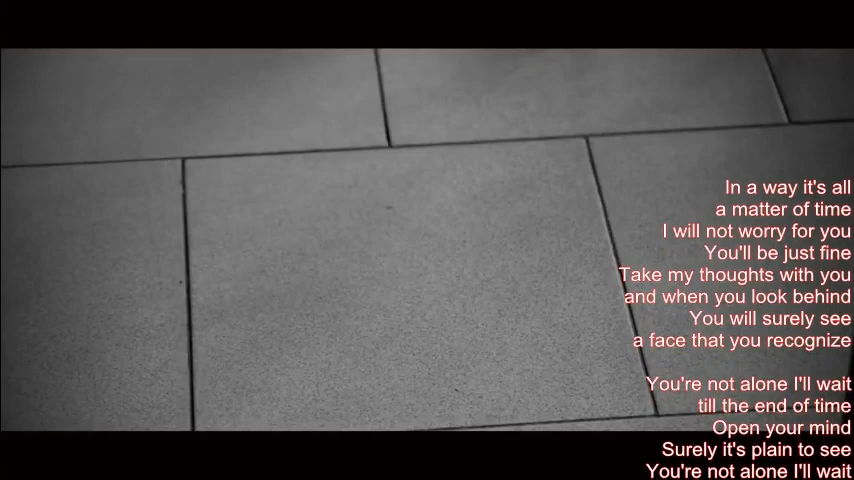 In a way it's all
a matter of time
I will not worry for you
You'll be just fine
Take my thoughts with you
and when you look behind
You will surely see
a face that you recognize
You're not alone I'll wait
till the end of time
Open your mind
Surely it's plain to see
You're not alone I'll wait